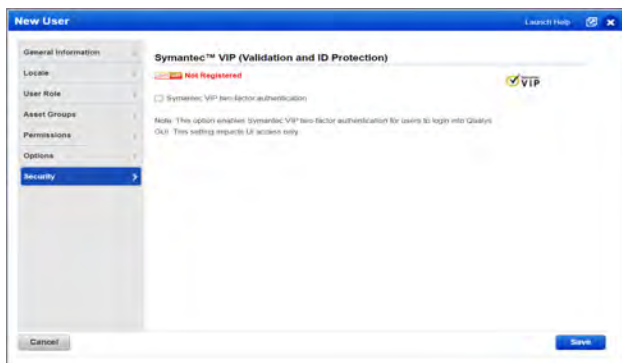 New User
Launch Help
General Information
Locale
User Role
Asset Groups
Permissions
Options
Security
Symantec™ VIP (Validation and ID Protection)
Not Registered
VIP
Symantec VIP two-factor authentication
Note: This option enables Symantec VIP two-factor authentication for users to login into Qualys
GUI. This setting impacts UI access only.
Cancel
Save